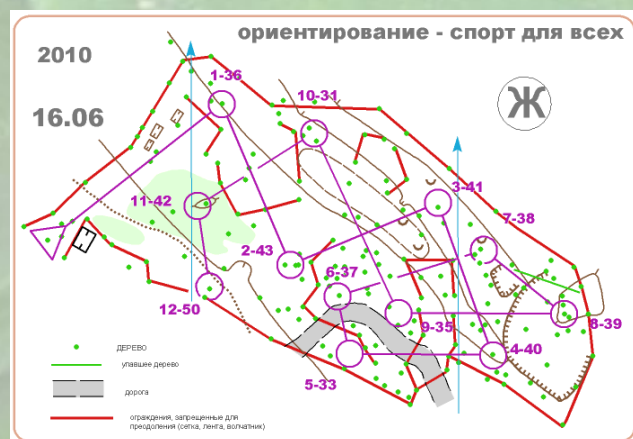 ориентирование - спорт для всех
2010
16.06
Ж
1-36
10-31
3-41
7-38
11-42
2-43
6-37
12-50
9-35
8-39
4-40
5-33
ДЕРЕВО
упавшее дерево
дорога
ограждения, запрещенные для
преодоления (сетка, лента, волчатник)